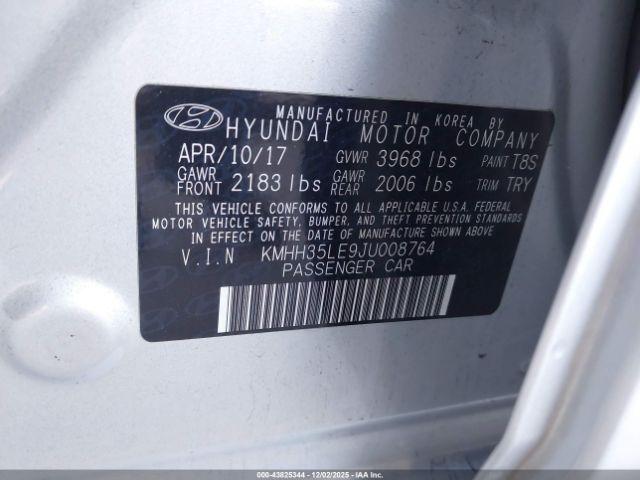 MANUFACTURED IN KOREA BY
HYUNDAI MOTOR COMPANY
APR/10/17 GVWR 3968 lbs PAINT T8S
GAWR FRONT 2183 lbs GAWR REAR 2006 lbs TRIM TRY
THIS VEHICLE CONFORMS TO ALL APPLICABLE U.S.A. FEDERAL
MOTOR VEHICLE SAFETY, BUMPER, AND THEFT PREVENTION STANDARDS
IN EFFECT ON THE DATE OF MANUFACTURE SHOWN ABOVE
V.I.N KMHH35LE9JU008764
PASSENGER CAR
000-43825344 - 12/02/2025 - IAA, Inc.